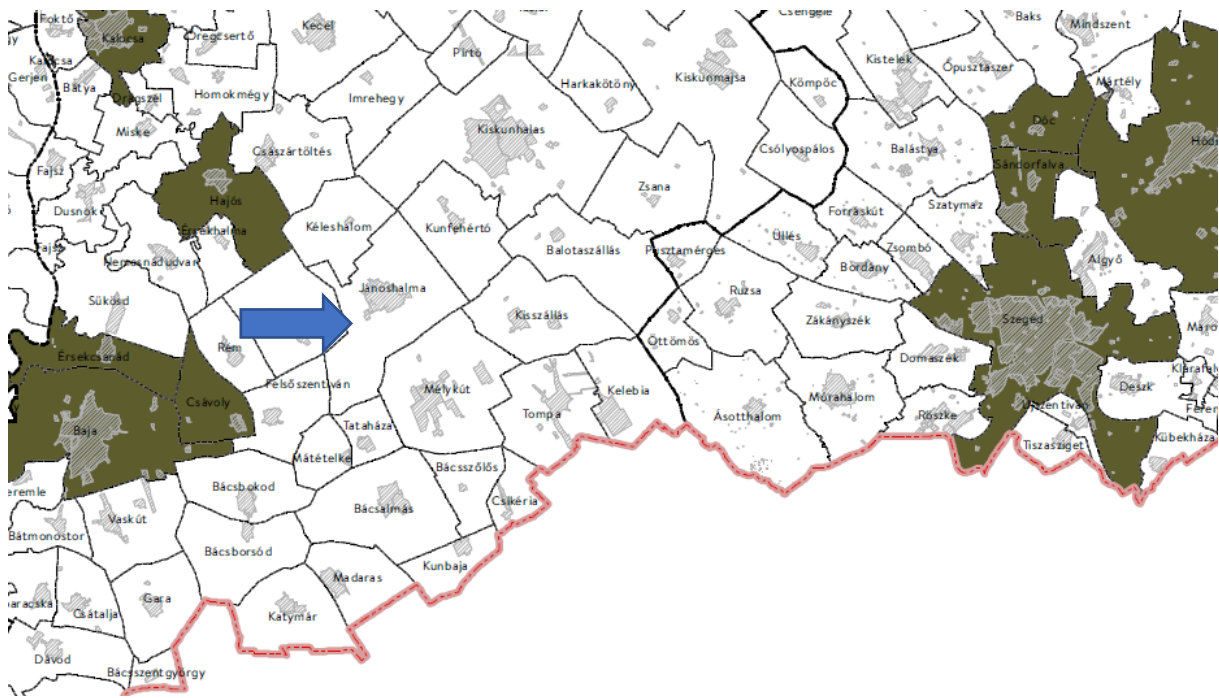 Foktő
Kalocsa
Öregcsertő
Kecel
Pirtó
Csengele
Baks
Mindszent
Kalocsa
Gerjen
Bátya
Drágszél
Homokmégy
Imrehegy
Harkakötöny
Kiskunmajsa
Kömpöc
Kistelek
Ópusztaszer
Mártély
Miske
Kiskunhalas
Dóc
Császártöltés
Csólyospálos
Balástya
Sándorfalva
Fajsz
Hajós
Zsana
Dusnok
Érsekhalma
Kéleshalom
Kunfehértó
Forráskút
Szatymaz
Fajsz
Nemesnádudvar
Balotaszállás
Pusztamérges
Üllés
Zsombó
Bordány
Algyő
Sükösd
Jánoshalma
Ruzsa
Kisszállás
Zákányszék
Szeged
Rém
Öttömös
Domaszék
Érsekcsanád
Felsőszentiván
Mélykút
Kelebia
Deszk
Csávoly
Tompa
Ásotthalom
Mórahalom
Röszke
Újszentiván
Baja
Tataháza
Tiszasziget
Kübekháza
Mátételke
Bácsszőlős
Bácsbokod
Csikéria
Vaskút
Bácsalmás
Bátmonostor
Bácsborsód
Kunbaja
Madaras
Gara
Csátalja
Katymár
Dávod
Bácsszentgyörgy